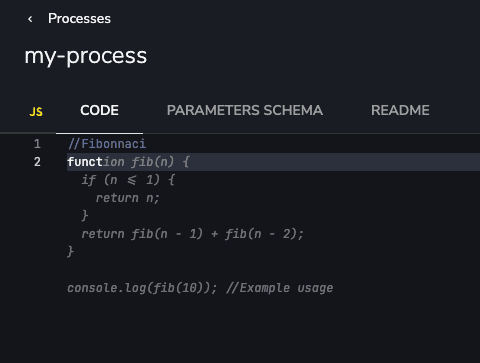 ‹ Processes
my-process
JS CODE PARAMETERS SCHEMA README
1 //Fibonnaci
2 function fib(n) {
if (n <= 1) {
return n;
}
return fib(n - 1) + fib(n - 2);
}
console.log(fib(10)); //Example usage